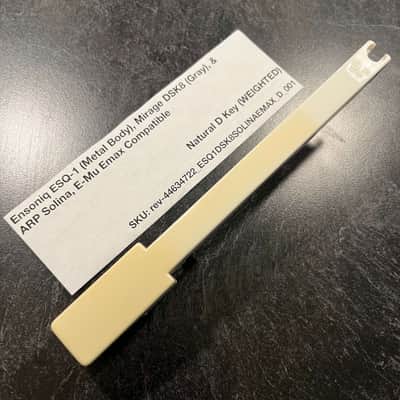 Ensoniq ESQ-1 (Metal Body), Mirage DSK8 (Gray), &
ARP Solina, E-Mu Emax Compatible
Natural D Key (WEIGHTED)
SKU: rev-44634722_ESQ1DSK8SOLINAEMAX_D_001